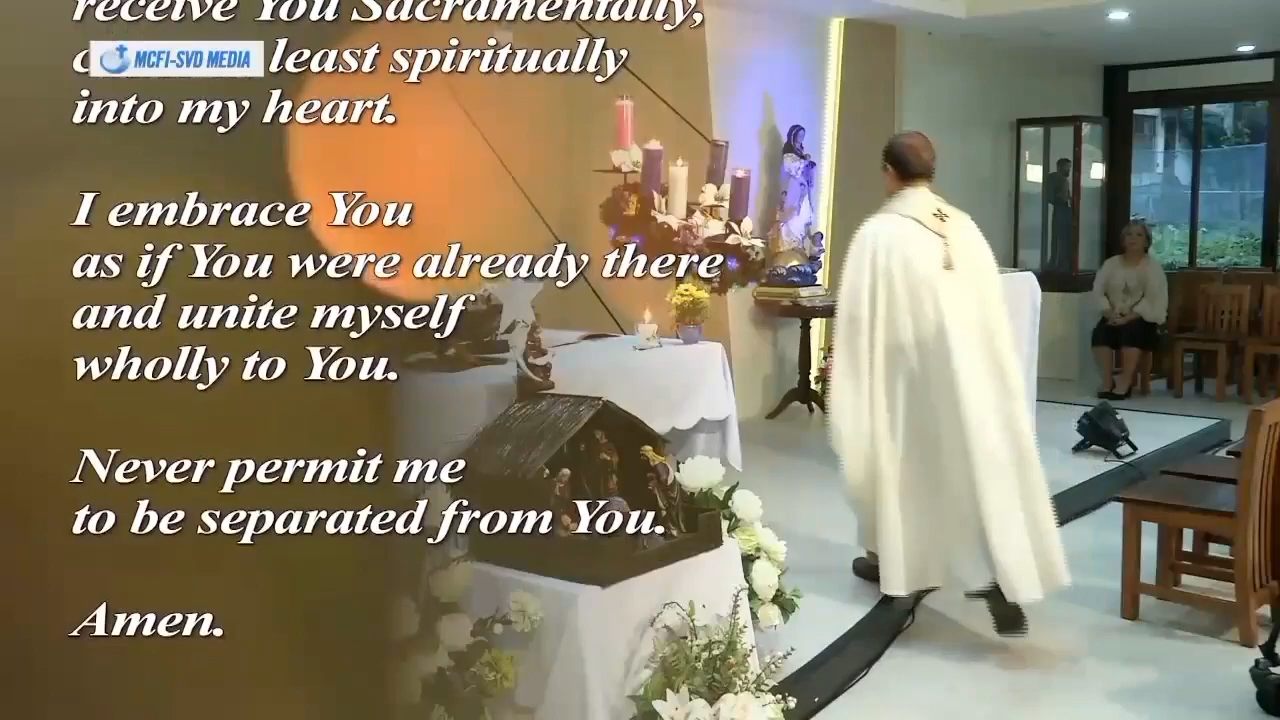 receive You Sacramentally,
MCFI-SVD MEDIA
least spiritually
into my heart.
I embrace You
as if You were already there
and unite myself
wholly to You.
Never permit me
to be separated from You.
Amen.